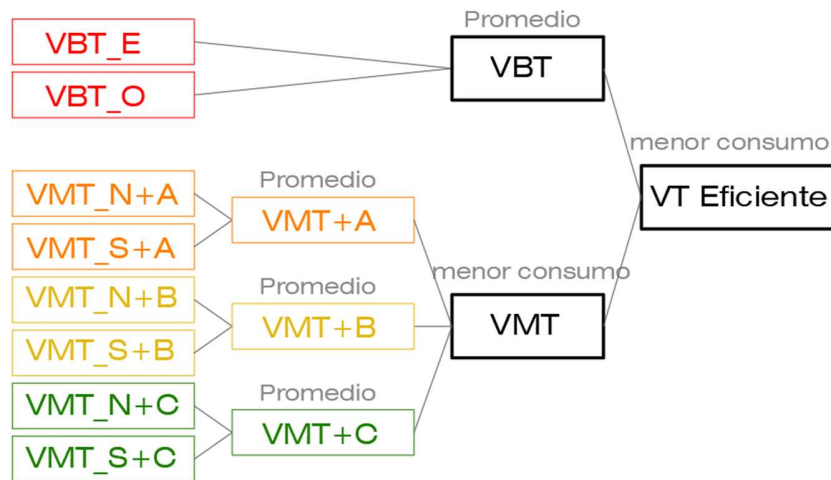 VBT_E
VBT_O
Promedio
VBT
menor consumo
VT Eficiente
VMT_N+A
VMT_S+A
Promedio
VMT+A
VMT_N+B
VMT_S+B
Promedio
VMT+B
menor consumo
VMT
VMT_N+C
VMT_S+C
Promedio
VMT+C